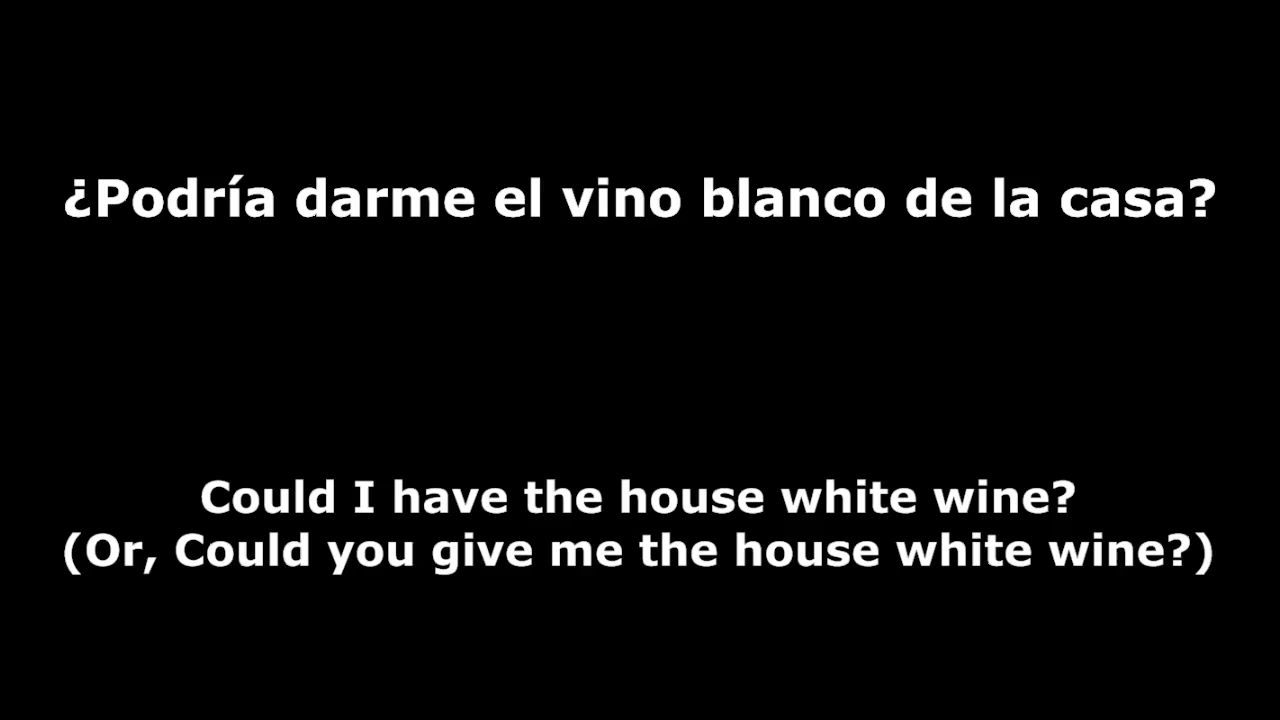 ¿Podría darme el vino blanco de la casa?
Could I have the house white wine?
(Or, Could you give me the house white wine?)